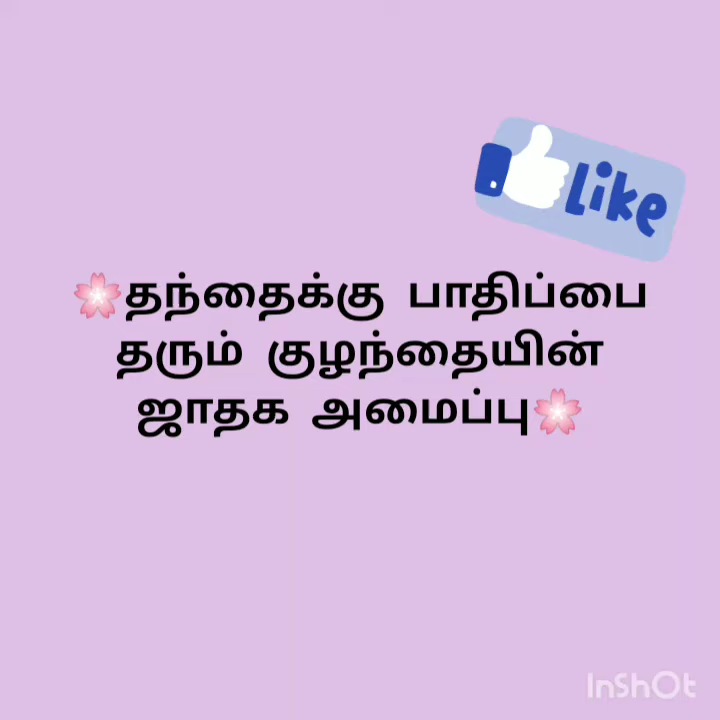 Like
🌸தந்தைக்கு பாதிப்பை
தரும் குழந்தையின்
ஜாதக அமைப்பு🌸
InShOt